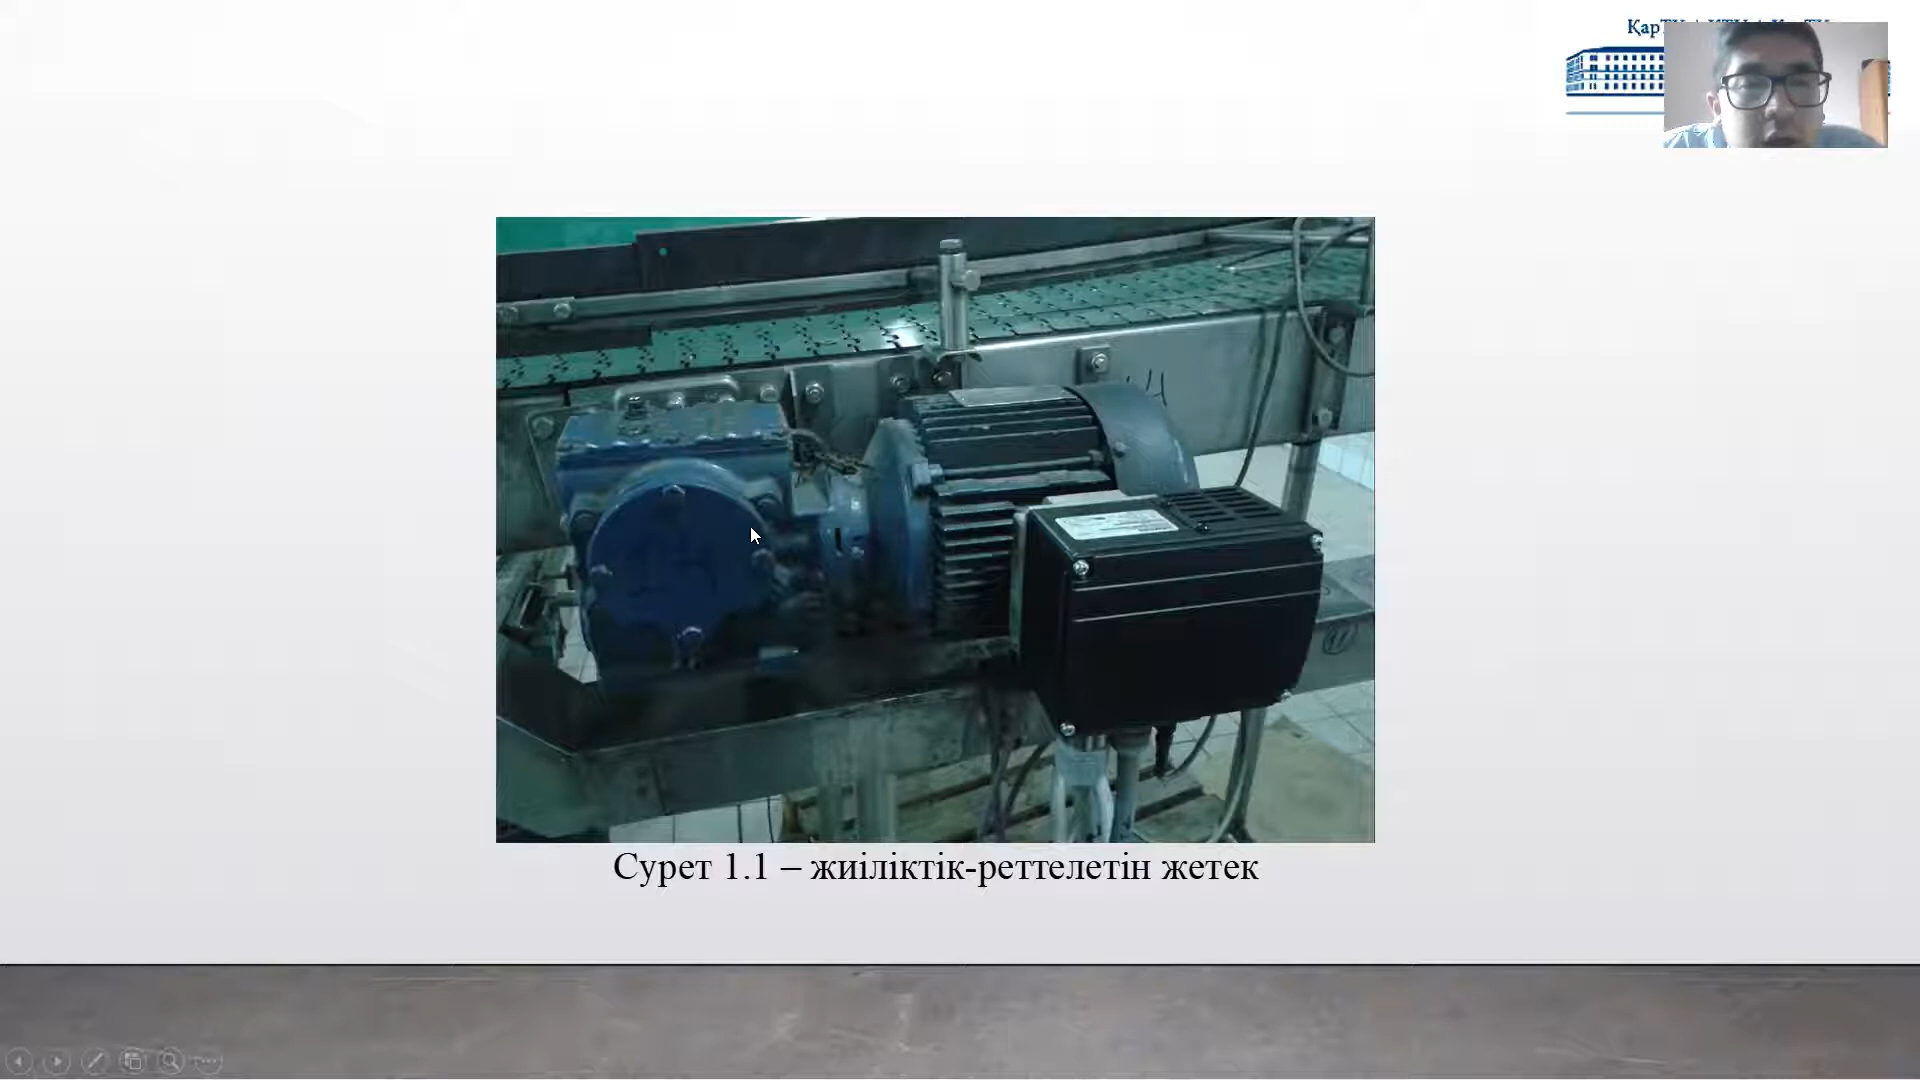 Сурет 1.1 – жиіліктік-реттелетін жетек